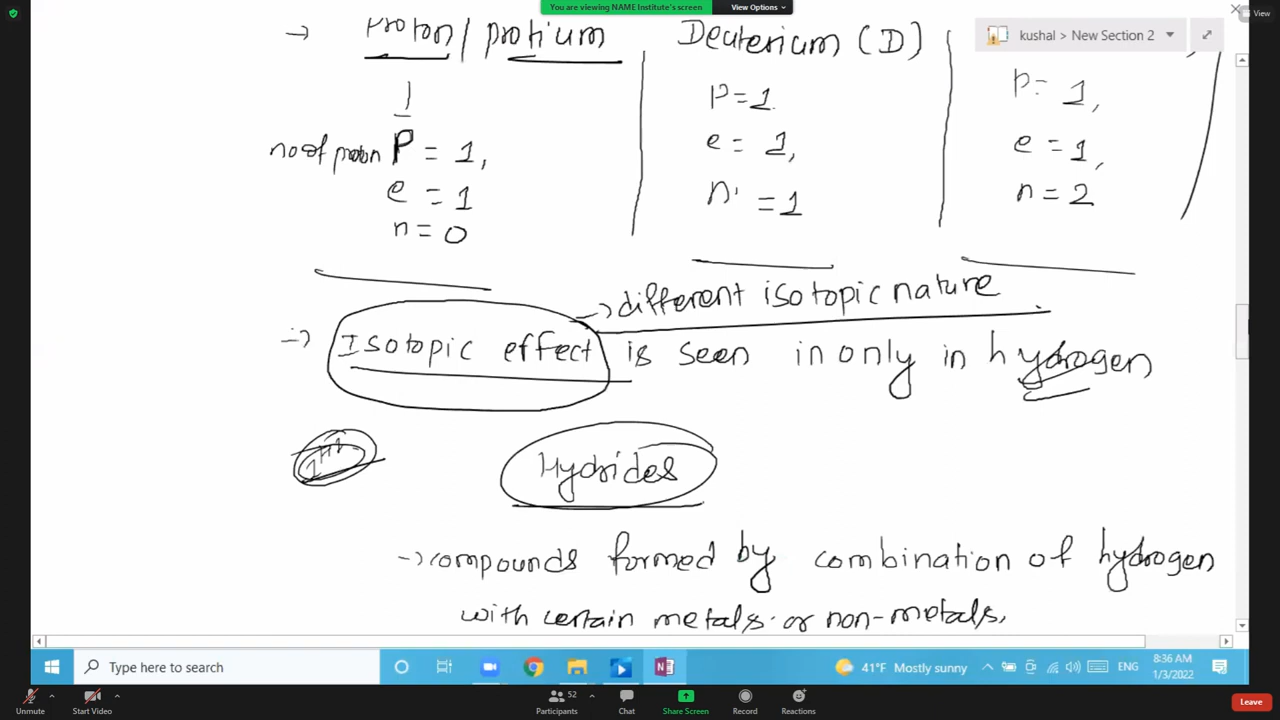 You are viewing NAME Institute's screen View Options
View
kushal > New Section 2
→ Proton/protium Deuterium (D)
no of proton P = 1,
e = 1
n = 0
P = 1
e = 1,
n = 1
P = 1,
e = 1,
n = 2
→ different isotopic nature
=> Isotopic effect is seen in only in hydrogen
Hydrides
→ compounds formed by combination of hydrogen
with certain metals. or non-metals.
Type here to search
41°F Mostly sunny
ENG
8:36 AM
1/3/2022
Unmute
Start Video
52
Participants
Chat
Share Screen
Record
Reactions
Leave